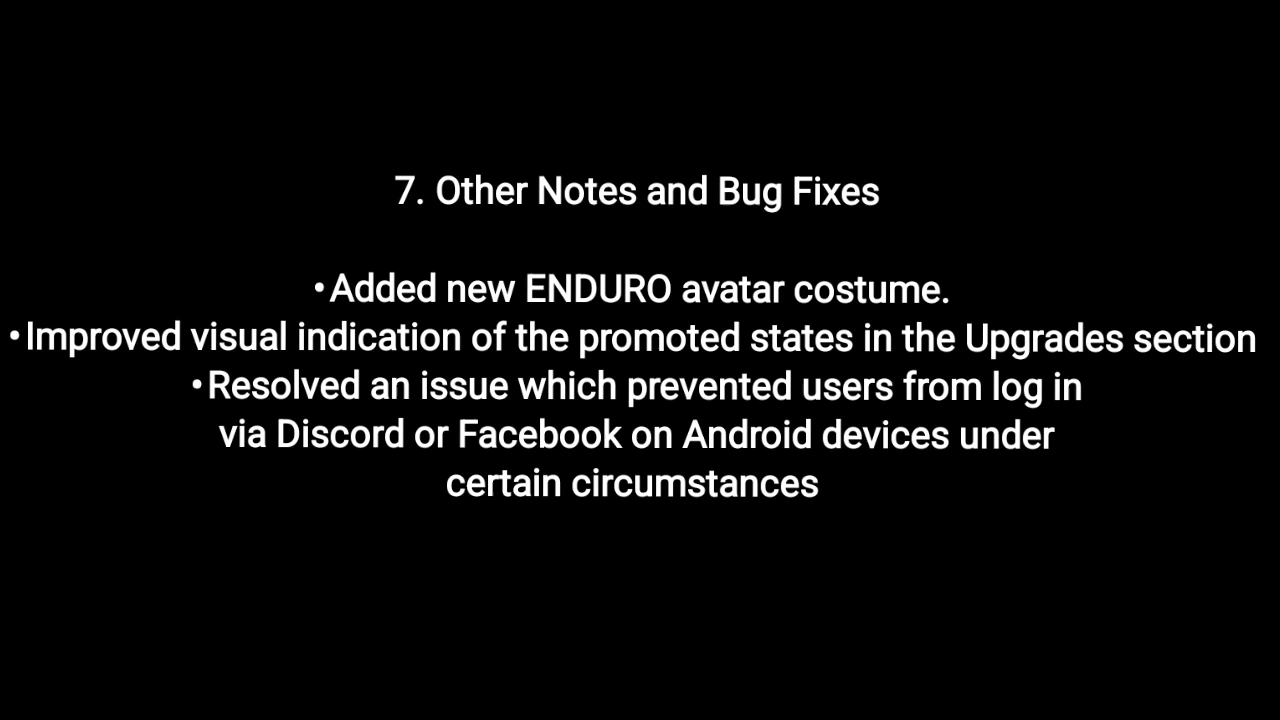 7. Other Notes and Bug Fixes
•Added new ENDURO avatar costume.
•Improved visual indication of the promoted states in the Upgrades section
•Resolved an issue which prevented users from log in
via Discord or Facebook on Android devices under
certain circumstances